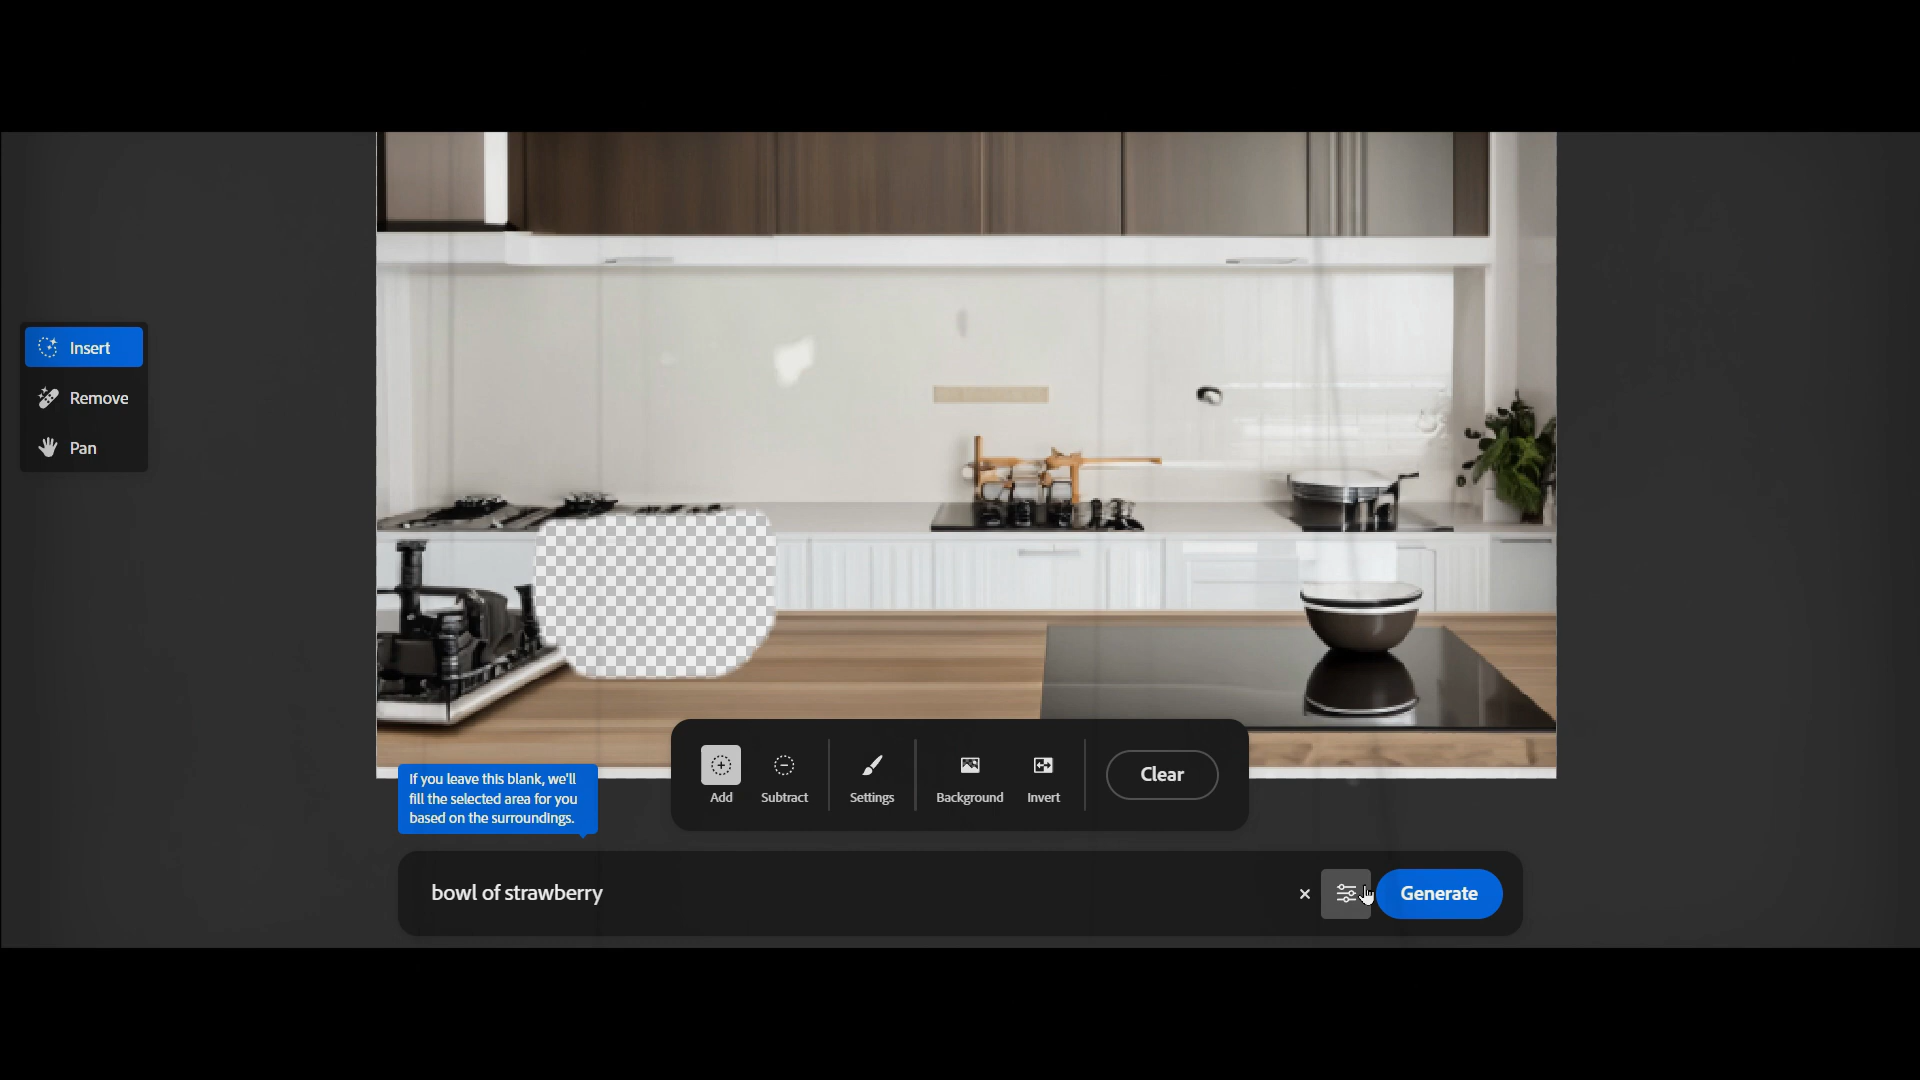 Insert
Remove
Pan
Add
Subtract
Settings
Background
Invert
Clear
If you leave this blank, we'll
fill the selected area for you
based on the surroundings.
bowl of strawberry
Generate